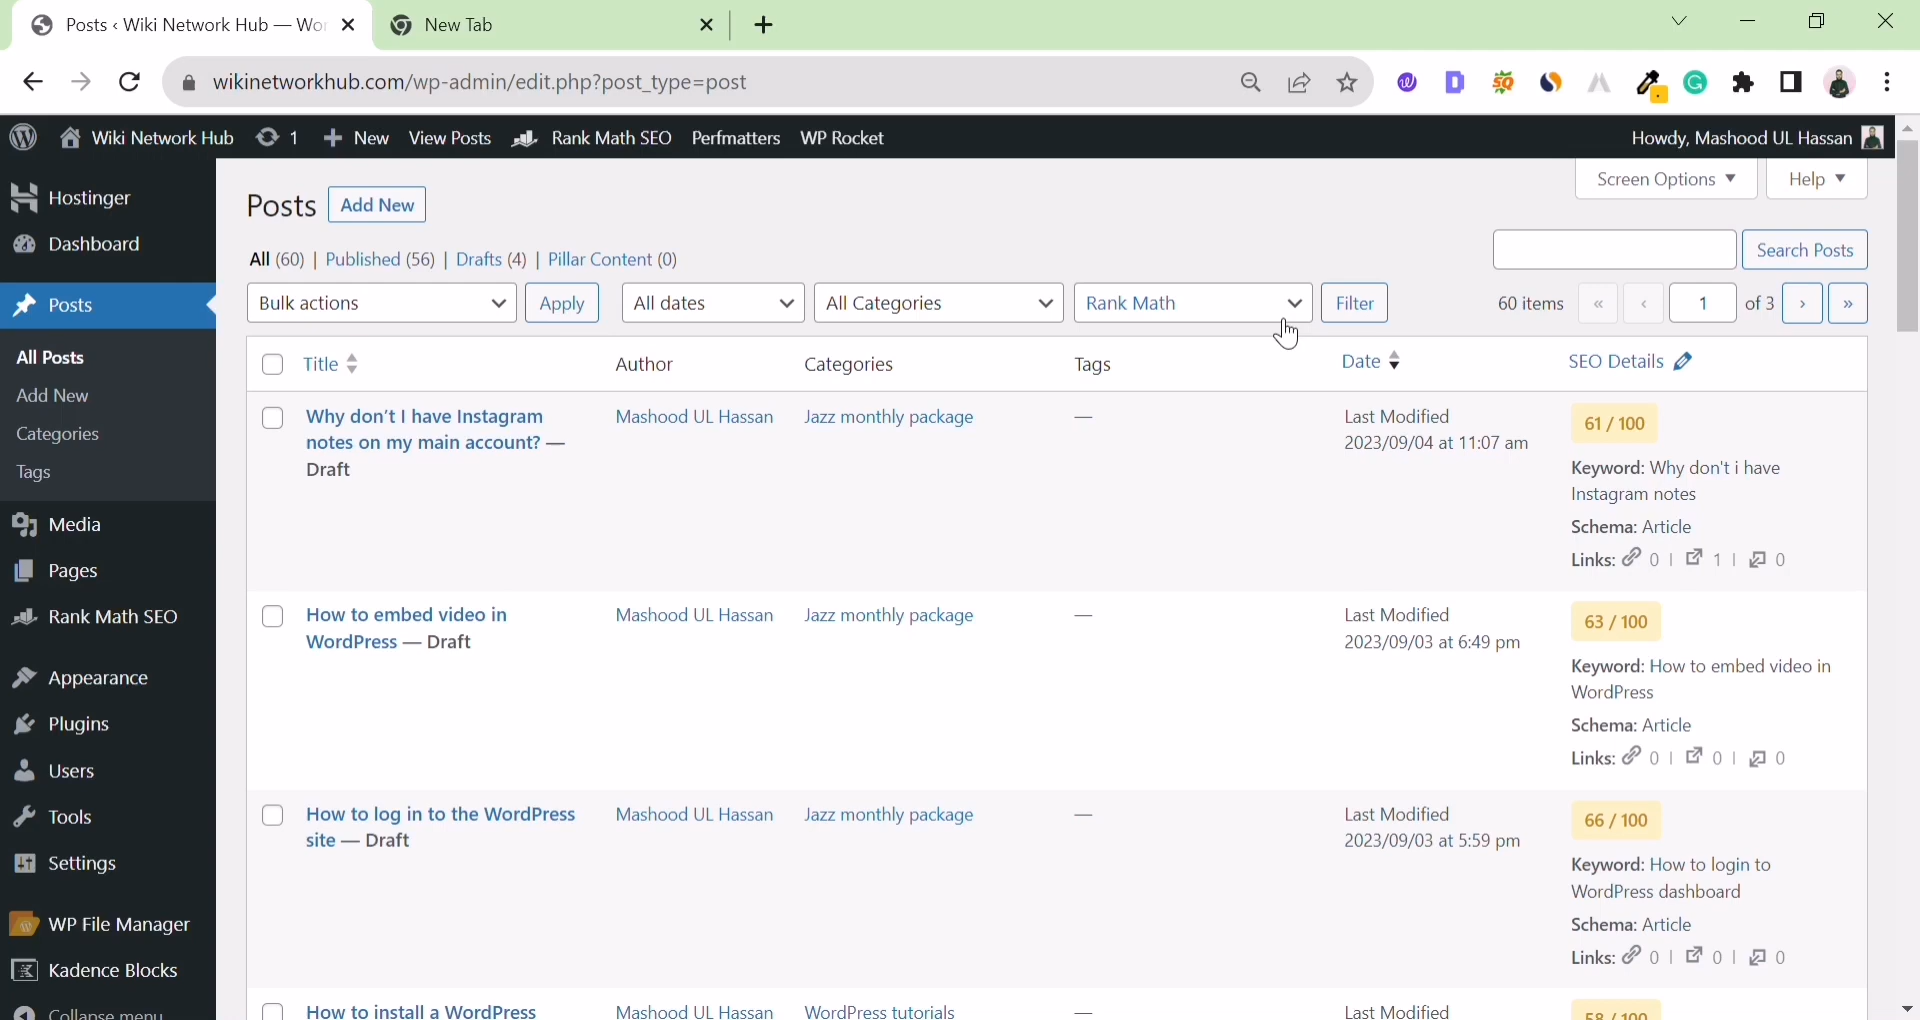 Posts ‹ Wiki Network Hub — Wor
New Tab
wikinetworkhub.com/wp-admin/edit.php?post_type=post
Wiki Network Hub 1 New View Posts Rank Math SEO Perfmatters WP Rocket Howdy, Mashood UL Hassan
Hostinger
Dashboard
Posts
All Posts
Add New
Categories
Tags
Media
Pages
Rank Math SEO
Appearance
Plugins
Users
Tools
Settings
WP File Manager
Kadence Blocks
Collapse menu
Screen Options Help
Posts Add New
All (60) | Published (56) | Drafts (4) | Pillar Content (0)
Search Posts
Bulk actions Apply All dates All Categories Rank Math Filter 60 items « ‹ 1 of 3 › »
Title Author Categories Tags Date SEO Details
Why don't I have Instagram
notes on my main account? —
Draft
Mashood UL Hassan
Jazz monthly package
—
Last Modified
2023/09/04 at 11:07 am
61 / 100
Keyword: Why don't i have
Instagram notes
Schema: Article
Links: 0 | 1 | 0
How to embed video in
WordPress — Draft
Mashood UL Hassan
Jazz monthly package
—
Last Modified
2023/09/03 at 6:49 pm
63 / 100
Keyword: How to embed video in
WordPress
Schema: Article
Links: 0 | 0 | 0
How to log in to the WordPress
site — Draft
Mashood UL Hassan
Jazz monthly package
—
Last Modified
2023/09/03 at 5:59 pm
66 / 100
Keyword: How to login to
WordPress dashboard
Schema: Article
Links: 0 | 0 | 0
How to install a WordPress
Mashood UL Hassan
WordPress tutorials
—
Last Modified
58 / 100